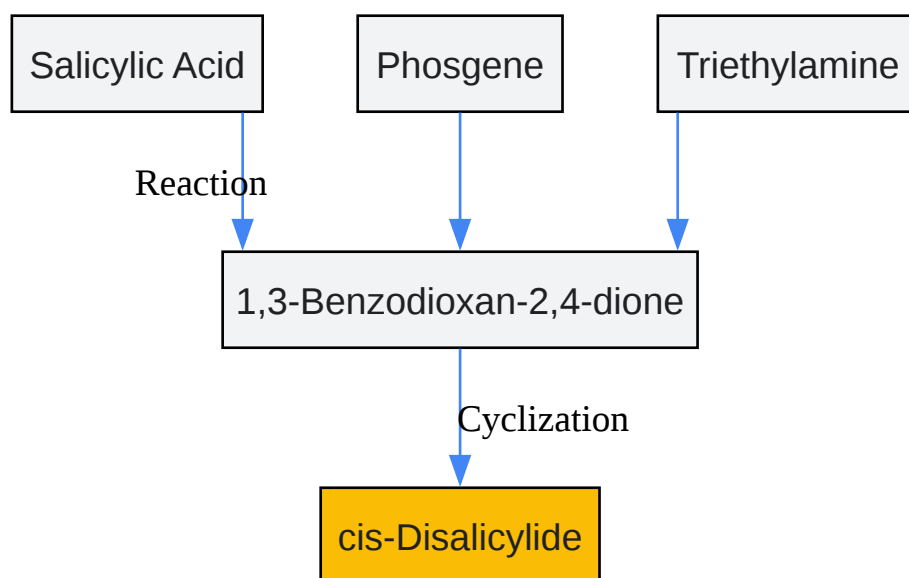 Salicylic Acid
Phosgene
Triethylamine
Reaction
1,3-Benzodioxan-2,4-dione
Cyclization
cis-Disalicylide